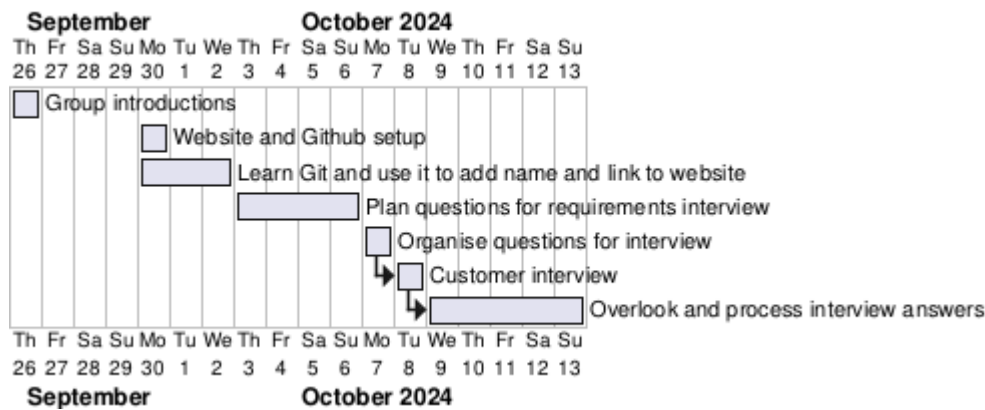 September October 2024
Th Fr Sa Su Mo Tu We Th Fr Sa Su Mo Tu We Th Fr Sa Su
26 27 28 29 30 1 2 3 4 5 6 7 8 9 10 11 12 13
Group introductions
Website and Github setup
Learn Git and use it to add name and link to website
Plan questions for requirements interview
Organise questions for interview
Customer interview
Overlook and process interview answers
Th Fr Sa Su Mo Tu We Th Fr Sa Su Mo Tu We Th Fr Sa Su
26 27 28 29 30 1 2 3 4 5 6 7 8 9 10 11 12 13
September October 2024